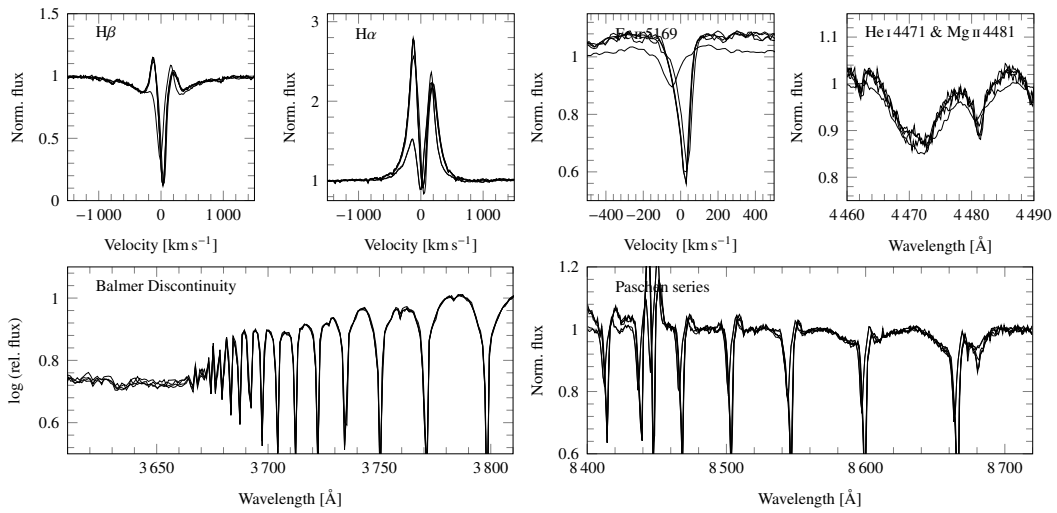 Hβ
1.5
1
0.5
0
−1 000 0 1 000
Velocity [km s⁻¹]
Norm. flux
Hα
3
2
1
−1 000 0 1 000
Velocity [km s⁻¹]
Norm. flux
Fe II 5169
1
0.8
0.6
−400 −200 0 200 400
Velocity [km s⁻¹]
Norm. flux
He I 4471 & Mg II 4481
1.1
1
0.9
0.8
4 460 4 470 4 480 4 490
Wavelength [Å]
Norm. flux
Balmer Discontinuity
1
0.8
0.6
3 650 3 700 3 750 3 800
Wavelength [Å]
log (rel. flux)
Paschen series
1.2
1
0.8
0.6
8 400 8 500 8 600 8 700
Wavelength [Å]
Norm. flux